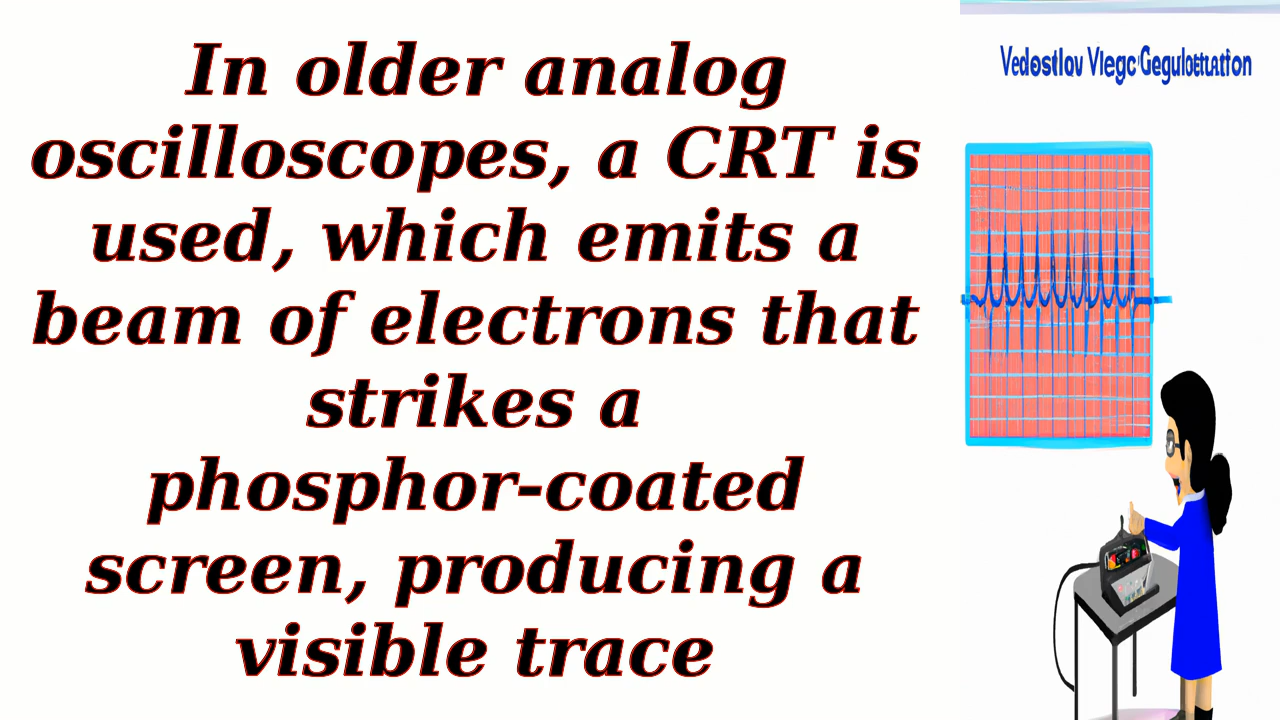 In older analog
oscilloscopes, a CRT is
used, which emits a
beam of electrons that
strikes a
phosphor-coated
screen, producing a
visible trace